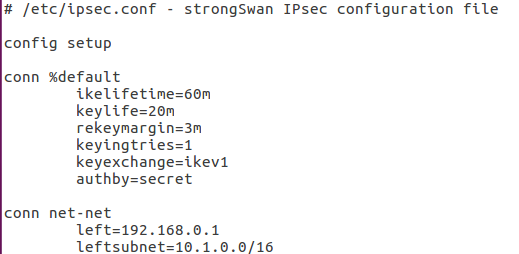 # /etc/ipsec.conf - strongSwan IPsec configuration file

config setup

conn %default
        ikelifetime=60m
        keylife=20m
        rekeymargin=3m
        keyingtries=1
        keyexchange=ikev1
        authby=secret

conn net-net
        left=192.168.0.1
        leftsubnet=10.1.0.0/16